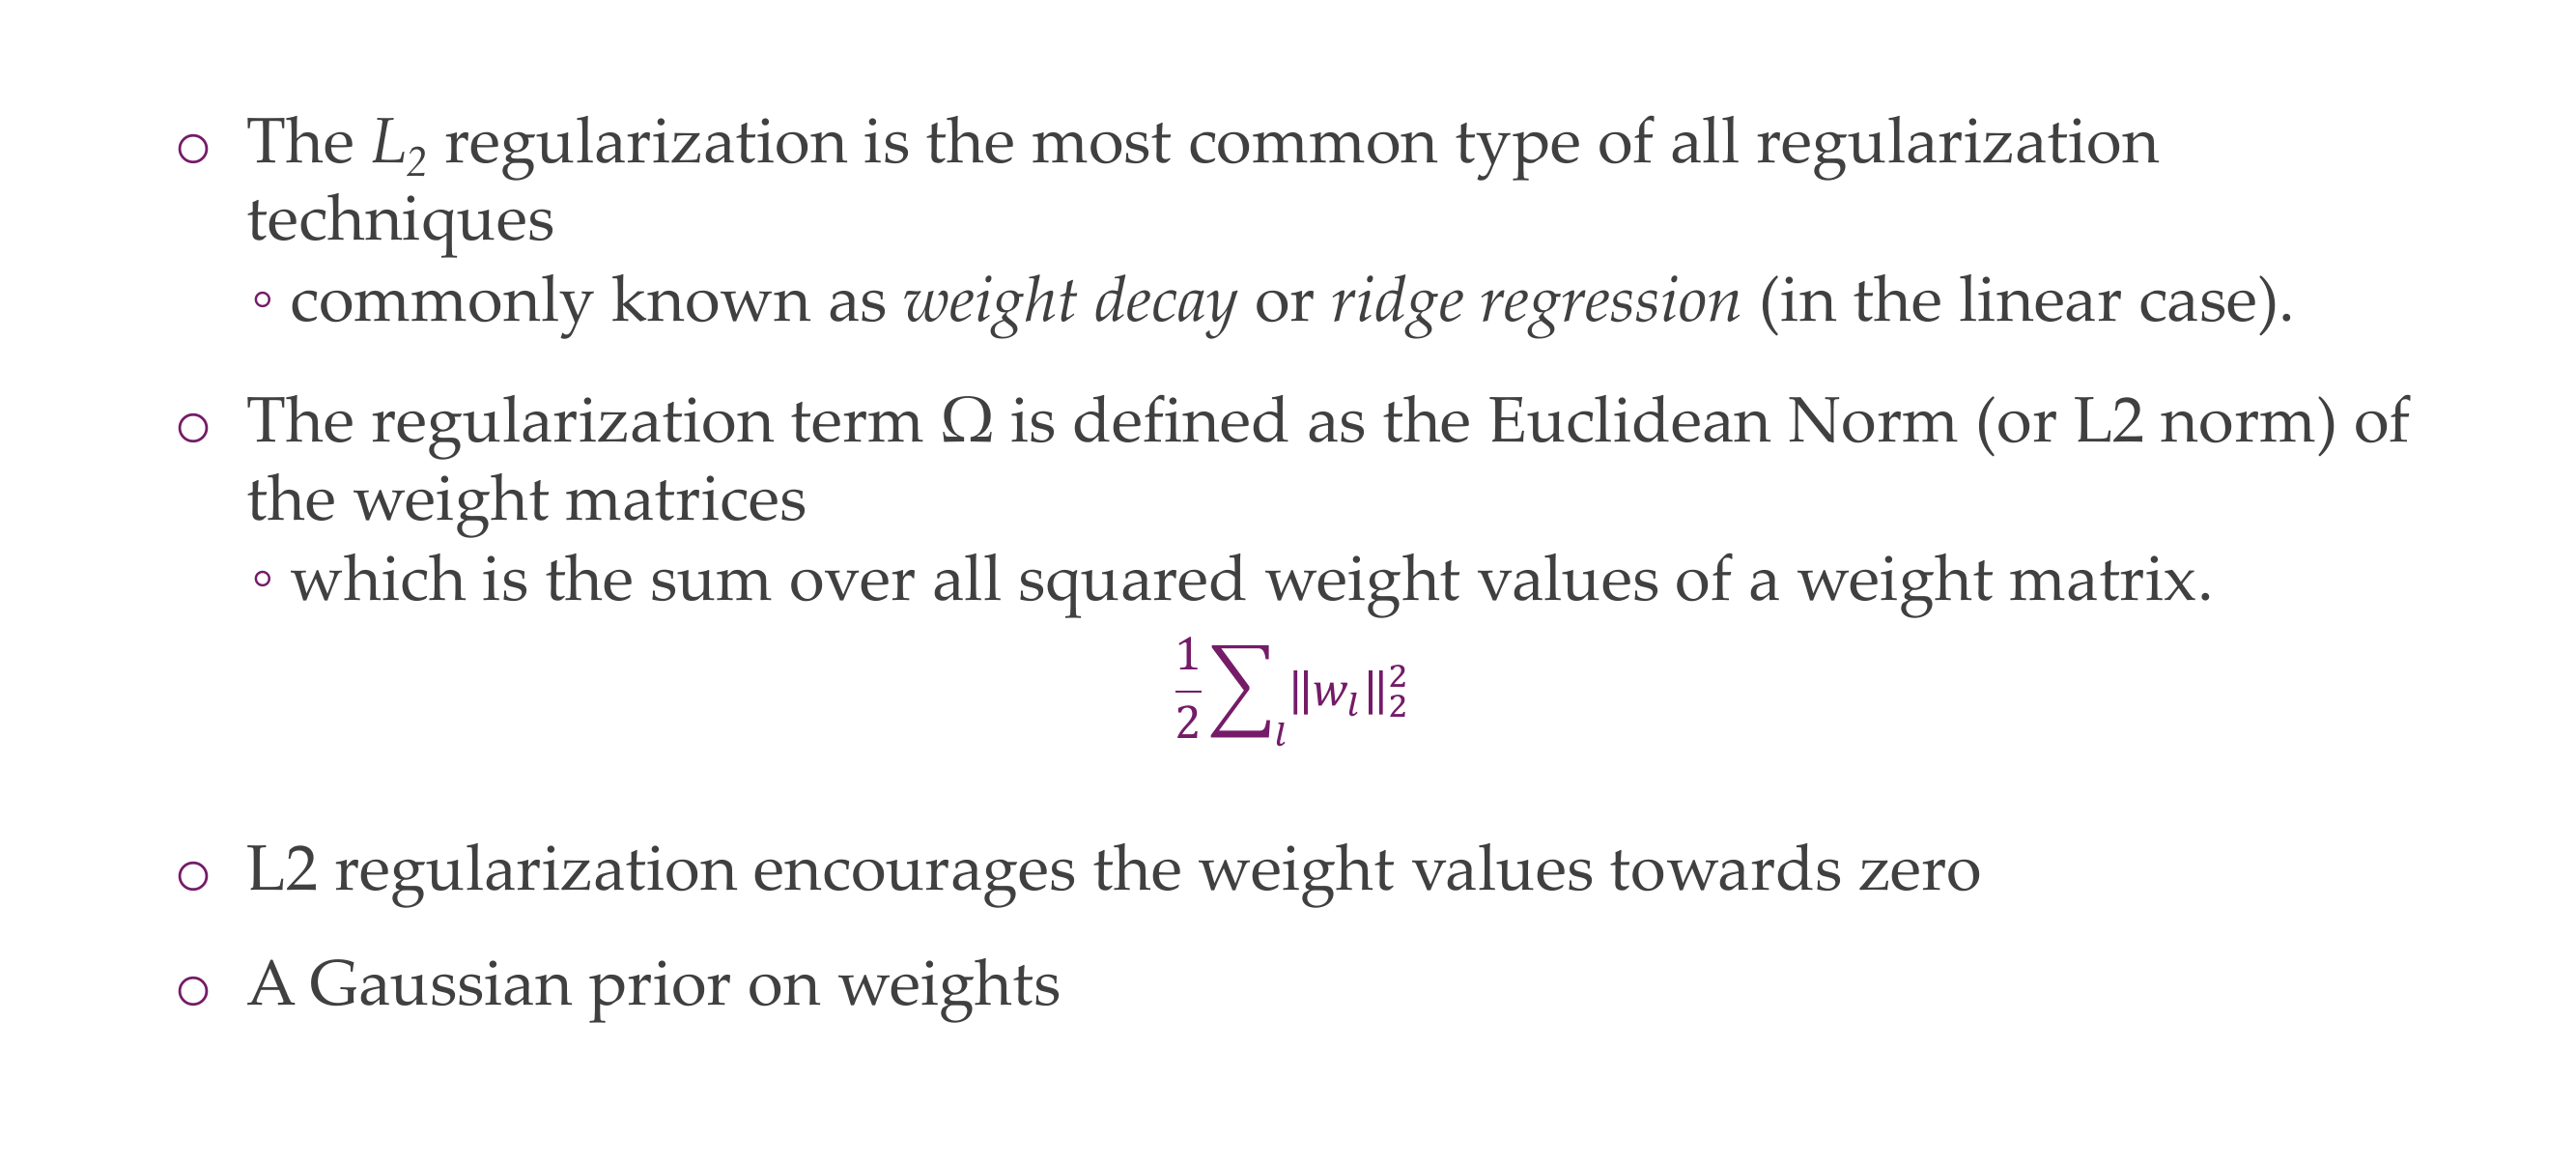 ○ The L₂ regularization is the most common type of all regularization
techniques
◦ commonly known as weight decay or ridge regression (in the linear case).
○ The regularization term Ω is defined as the Euclidean Norm (or L2 norm) of
the weight matrices
◦ which is the sum over all squared weight values of a weight matrix.
\frac{1}{2} \sum_l \|w_l\|_2^2
○ L2 regularization encourages the weight values towards zero
○ A Gaussian prior on weights